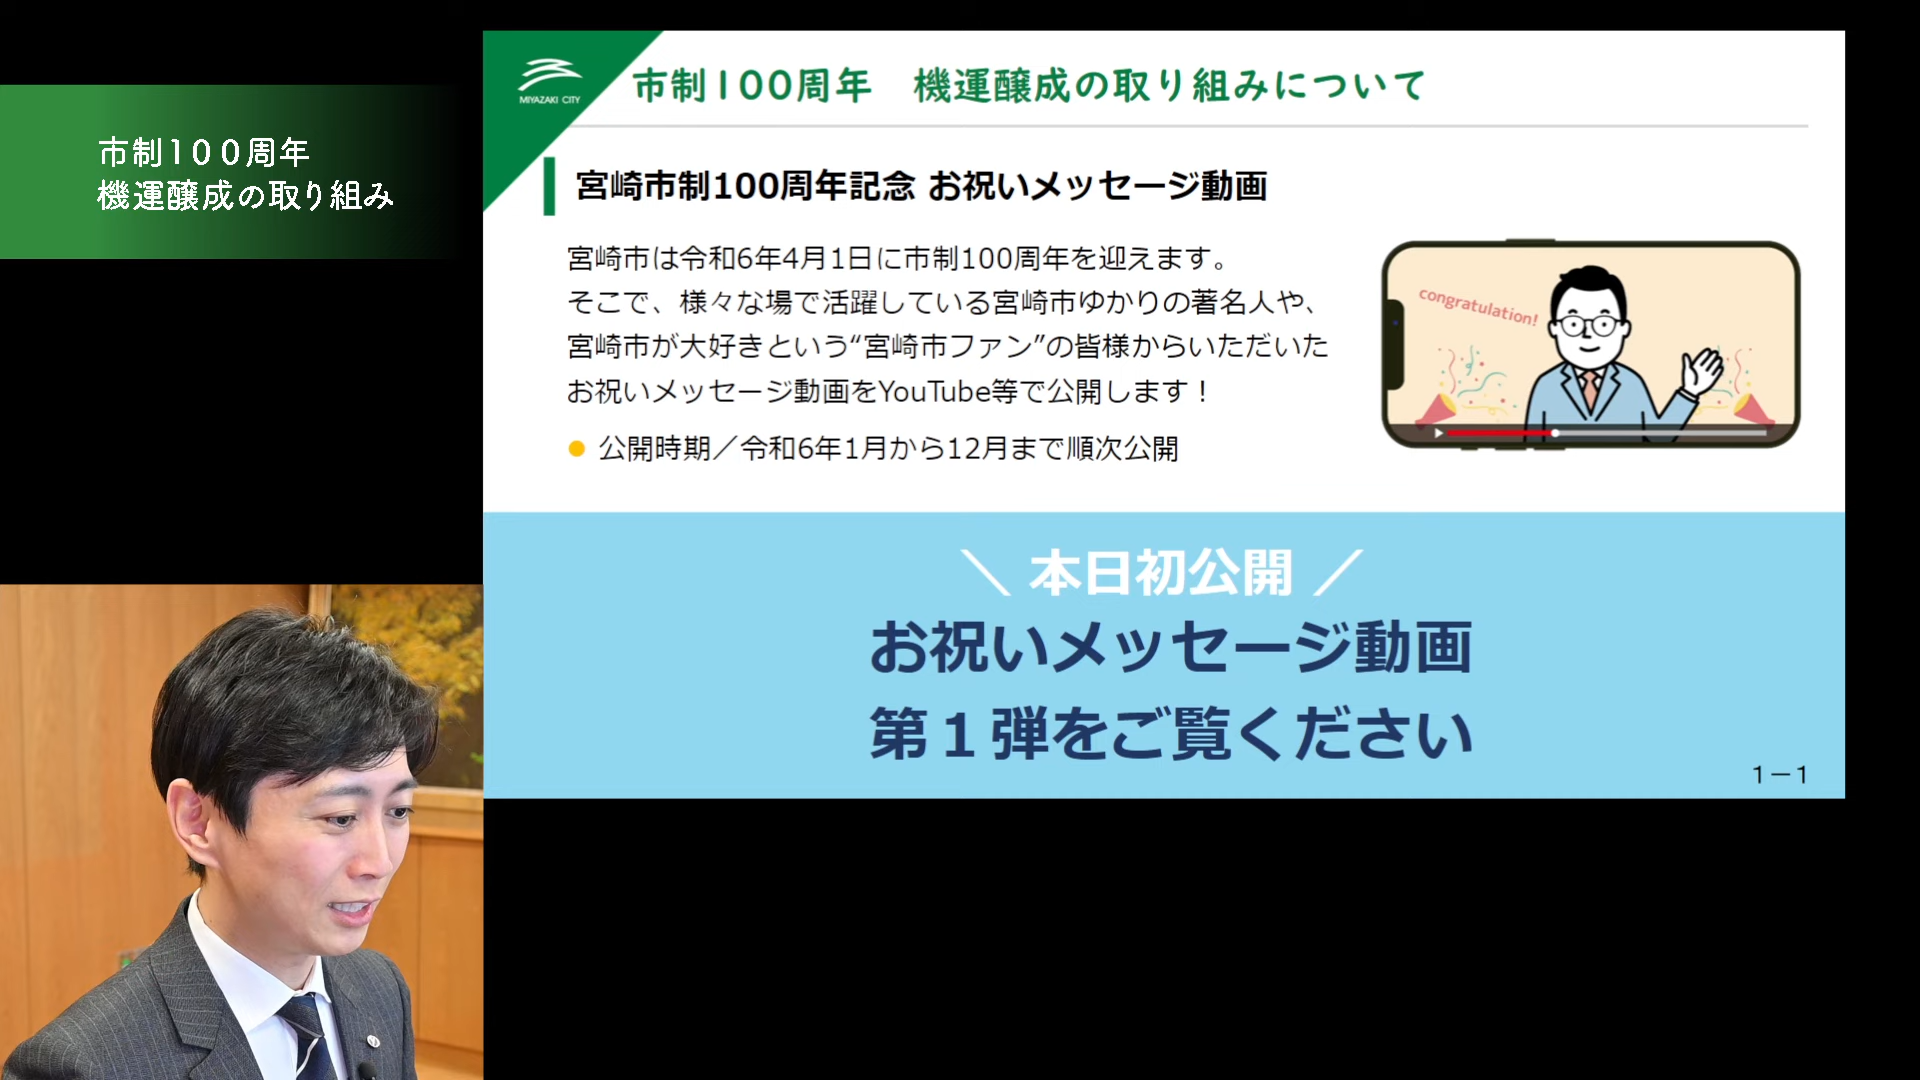 市制１００周年
機運醸成の取り組み
MIYAZAKI CITY
市制100周年　機運醸成の取り組みについて
宮崎市制100周年記念 お祝いメッセージ動画
宮崎市は令和6年4月1日に市制100周年を迎えます。
そこで、様々な場で活躍している宮崎市ゆかりの著名人や、
宮崎市が大好きという“宮崎市ファン”の皆様からいただいた
お祝いメッセージ動画をYouTube等で公開します！
● 公開時期／令和6年1月から12月まで順次公開
congratulation!
＼ 本日初公開 ／
お祝いメッセージ動画
第１弾をご覧ください
１－１